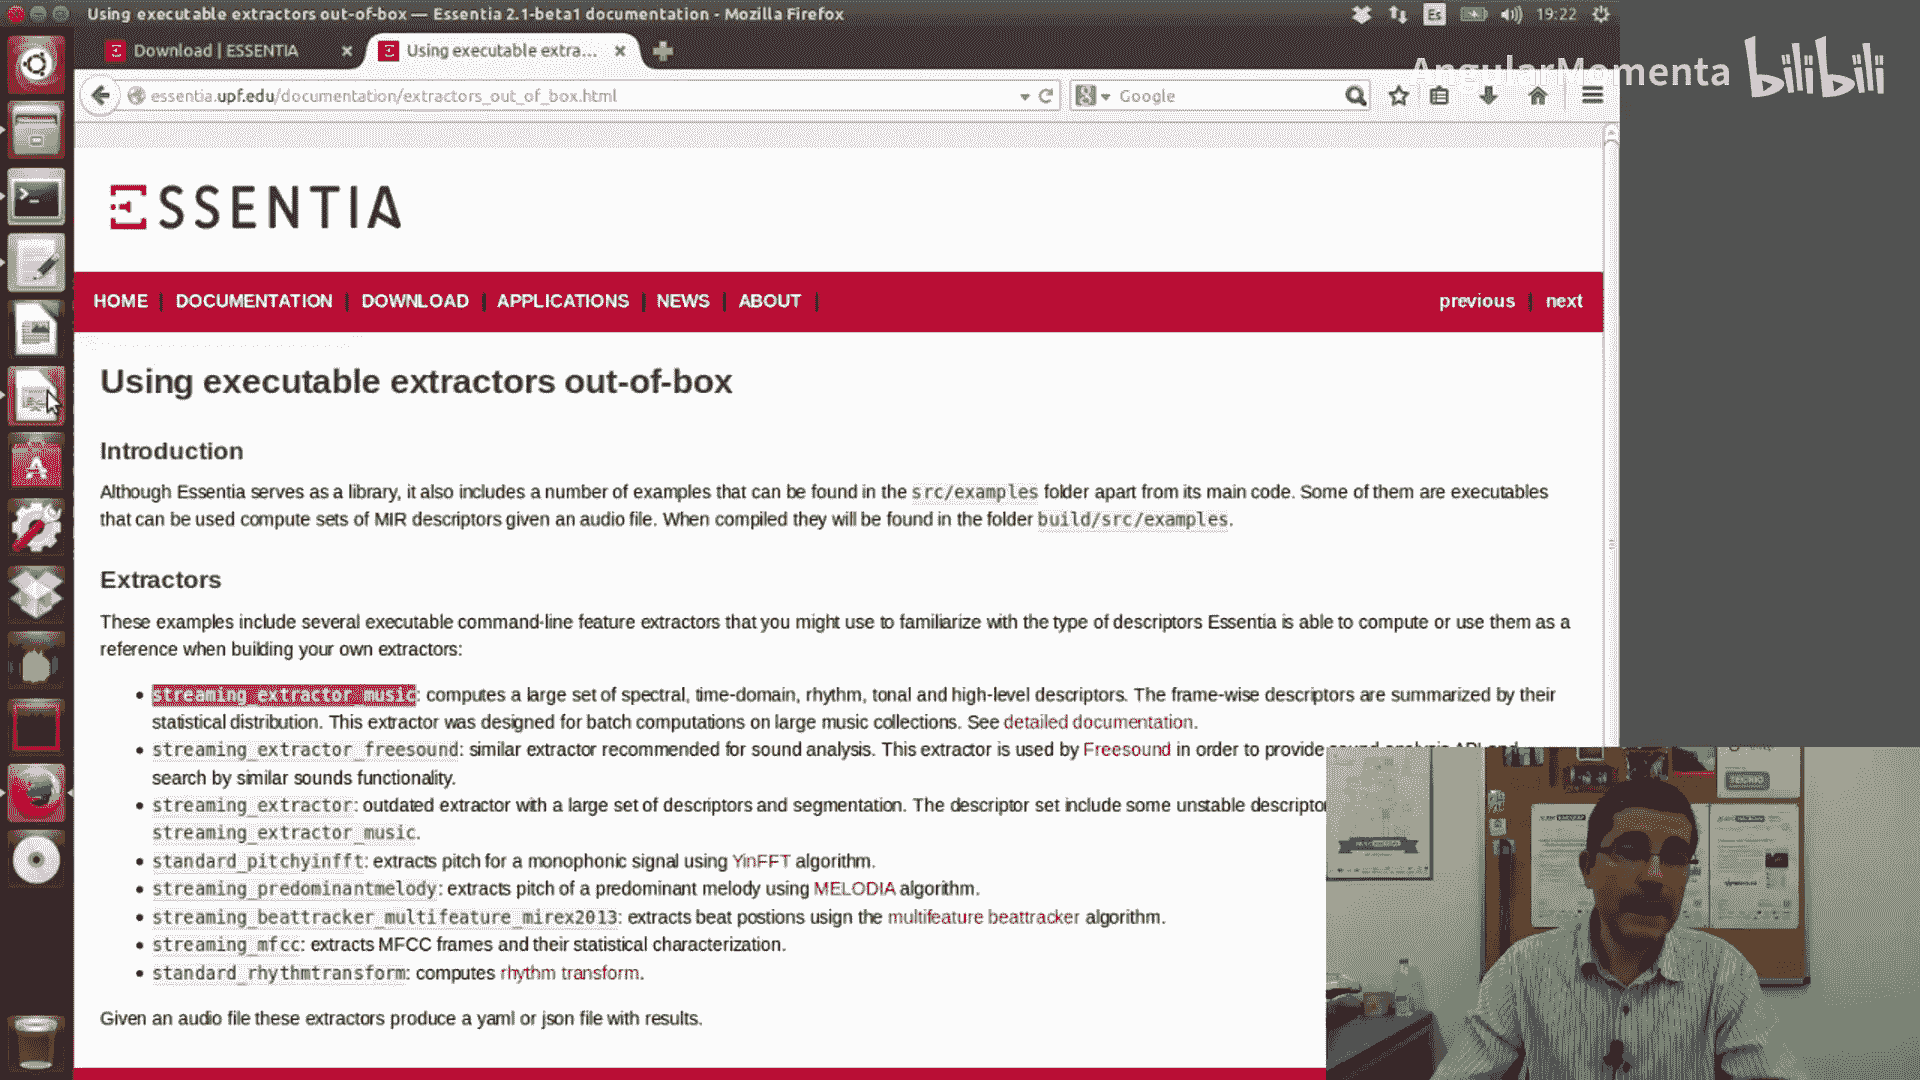 Using executable extractors out-of-box — Essentia 2.1-beta1 documentation - Mozilla Firefox
Es
19:22
Download | ESSENTIA
Using executable extra...
AngularMomenta bilibili
essentia.upf.edu/documentation/extractors_out_of_box.html
Google
ESSENTIA
HOME | DOCUMENTATION | DOWNLOAD | APPLICATIONS | NEWS | ABOUT |
previous | next
Using executable extractors out-of-box
Introduction
Although Essentia serves as a library, it also includes a number of examples that can be found in the src/examples folder apart from its main code. Some of them are executables
that can be used compute sets of MIR descriptors given an audio file. When compiled they will be found in the folder build/src/examples.
Extractors
These examples include several executable command-line feature extractors that you might use to familiarize with the type of descriptors Essentia is able to compute or use them as a
reference when building your own extractors:
• streaming_extractor_music: computes a large set of spectral, time-domain, rhythm, tonal and high-level descriptors. The frame-wise descriptors are summarized by their
statistical distribution. This extractor was designed for batch computations on large music collections. See detailed documentation.
• streaming_extractor_freesound: similar extractor recommended for sound analysis. This extractor is used by Freesound in order to provide sound analysis API and
search by similar sounds functionality.
• streaming_extractor: outdated extractor with a large set of descriptors and segmentation. The descriptor set include some unstable descripto
streaming_extractor_music.
• standard_pitchyinfft: extracts pitch for a monophonic signal using YinFFT algorithm.
• streaming_predominantmelody: extracts pitch of a predominant melody using MELODIA algorithm.
• streaming_beattracker_multifeature_mirex2013: extracts beat postions usign the multifeature beattracker algorithm.
• streaming_mfcc: extracts MFCC frames and their statistical characterization.
• standard_rhythmtransform: computes rhythm transform.
Given an audio file these extractors produce a yaml or json file with results.
TECNIO